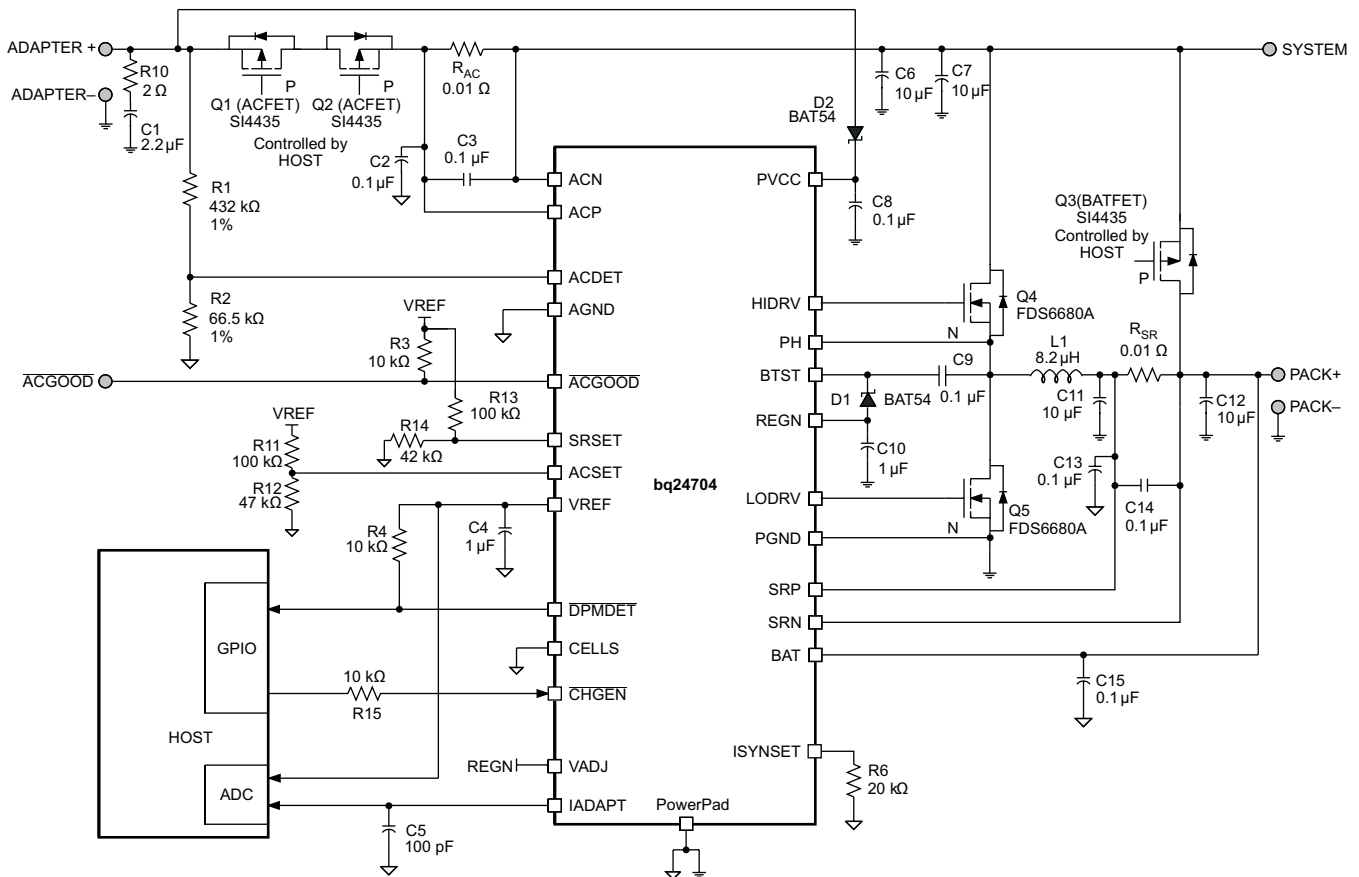 ADAPTER +
ADAPTER–
R10
2 Ω
C1
2.2 µF
P
Q1 (ACFET)
SI4435
P
Q2 (ACFET)
SI4435
Controlled by
HOST
RAC
0.01 Ω
C2
0.1 µF
C3
0.1 µF
C6
10 µF
C7
10 µF
SYSTEM
D2
BAT54
C8
0.1 µF
Q3(BATFET)
SI4435
Controlled by
HOST
P
R1
432 kΩ
1%
R2
66.5 kΩ
1%
VREF
R3
10 kΩ
ACGOOD
R13
100 kΩ
R14
42 kΩ
VREF
R11
100 kΩ
R12
47 kΩ
R4
10 kΩ
C4
1 µF
ACN
ACP
ACDET
AGND
ACGOOD
SRSET
ACSET
VREF
DPMDET
CELLS
CHGEN
VADJ
IADAPT
bq24704
PowerPad
PVCC
HIDRV
PH
BTST
REGN
LODRV
PGND
SRP
SRN
BAT
ISYNSET
N
Q4
FDS6680A
C9
0.1 µF
D1
BAT54
C10
1 µF
L1
8.2 µH
RSR
0.01 Ω
C11
10 µF
C12
10 µF
PACK+
PACK–
C13
0.1 µF
C14
0.1 µF
N
Q5
FDS6680A
C15
0.1 µF
R6
20 kΩ
GPIO
HOST
ADC
10 kΩ
R15
REGN
C5
100 pF